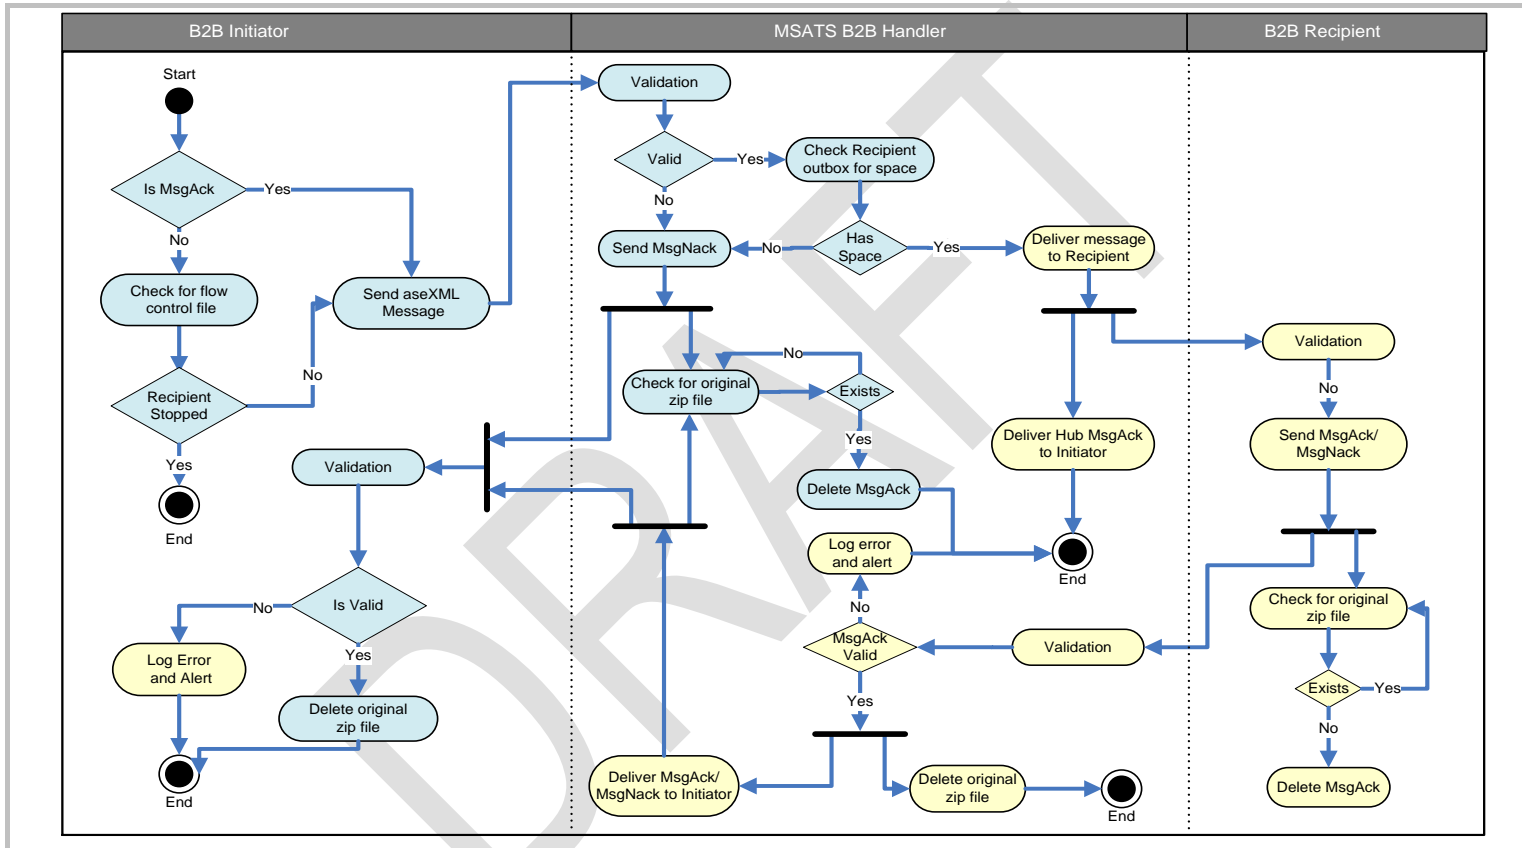 B2B Initiator
MSATS B2B Handler
B2B Recipient
Start
Is MsgAck
Yes
No
Check for flow
control file
Recipient
Stopped
No
Yes
End
Send aseXML
Message
Validation
Is Valid
No
Yes
Log Error
and Alert
Delete original
zip file
End
Validation
Valid
Yes
No
Check Recipient
outbox for space
Send MsgNack
No
Has
Space
Yes
Deliver message
to Recipient
Check for original
zip file
No
Exists
Yes
Delete MsgAck
Deliver Hub MsgAck
to Initiator
Log error
and alert
End
No
MsgAck
Valid
Validation
Yes
Deliver MsgAck/
MsgNack to Initiator
Delete original
zip file
End
Validation
No
Send MsgAck/
MsgNack
Check for original
zip file
Exists
Yes
No
Delete MsgAck
DRAFT